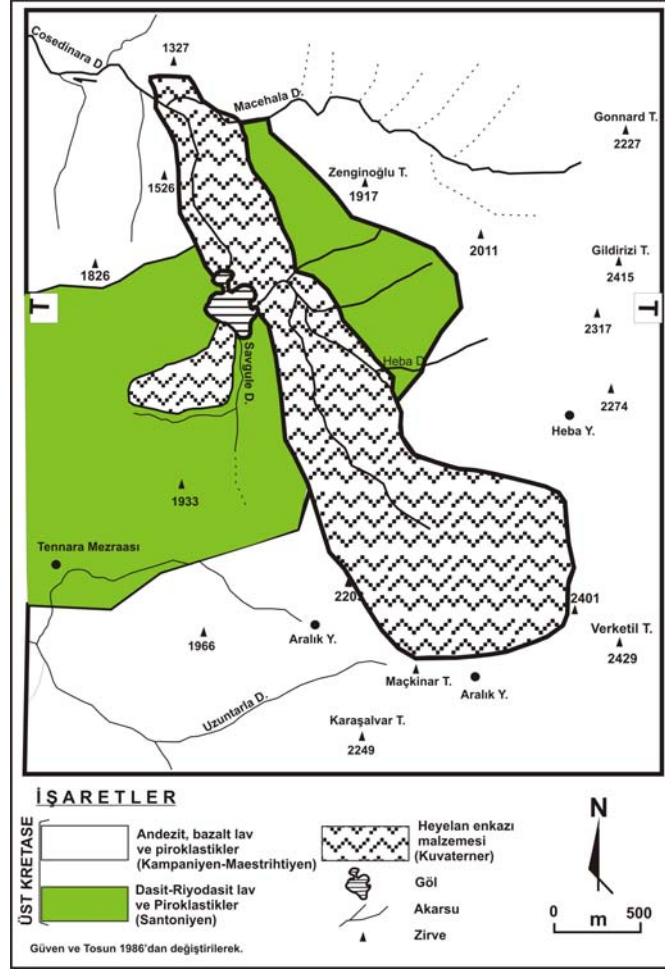 Cosedinara D.
1327
Macehala D.
Gonnard T.
2227
Zenginoğlu T.
1917
1526
2011
Gildirizi T.
2415
1826
T
T
2317
Savgule D.
Heba D.
2274
Heba Y.
1933
Tennara Mezraası
2202
2401
Aralık Y.
1966
Verketil T.
2429
Maçkinar T.
Aralık Y.
Uzuntarla D.
Karaşalvar T.
2249
İŞARETLER
ÜST KRETASE
Andezit, bazalt lav
ve piroklastikler
(Kampaniyen-Maestrihtiyen)
Dasit-Riyodasit lav
ve Piroklastikler
(Santoniyen)
Heyelan enkazı
malzemesi
(Kuvaterner)
Göl
Akarsu
Zirve
N
0 500
m
Güven ve Tosun 1986'dan değiştirilerek.